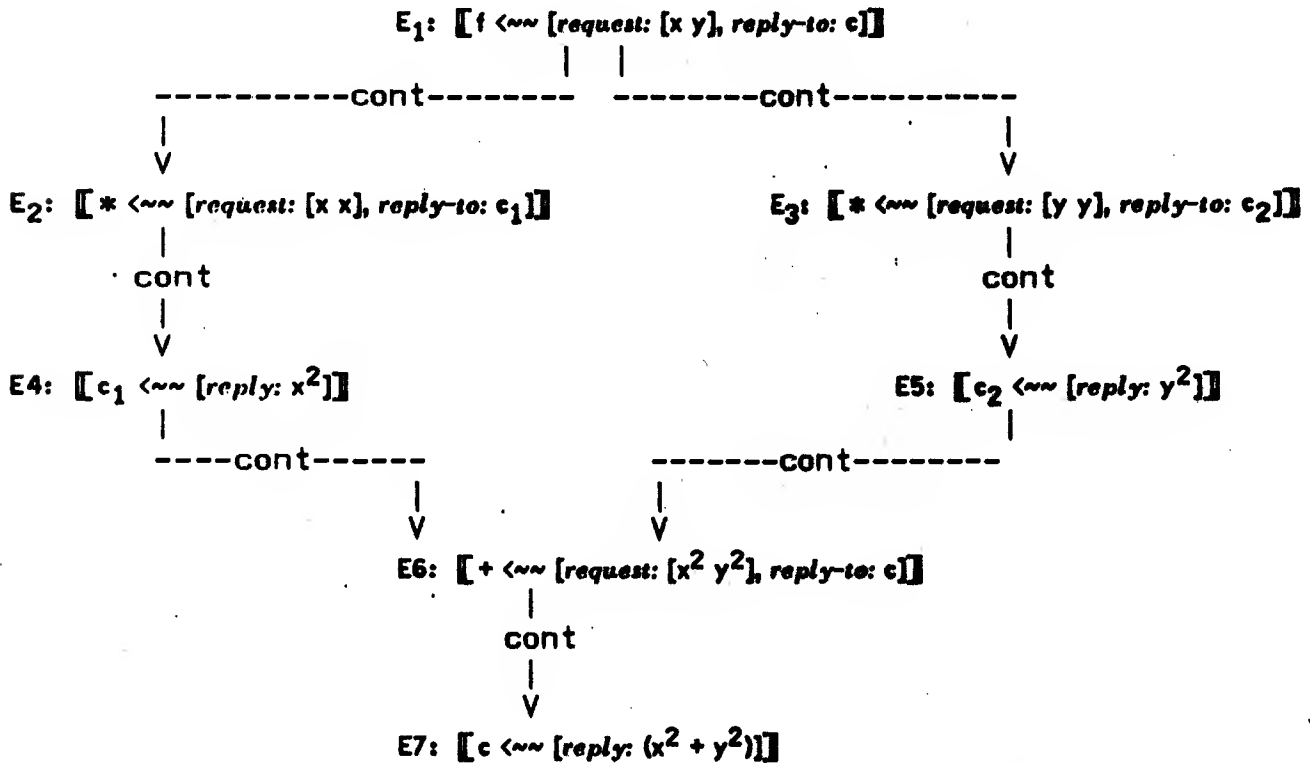 E₁: ⟦f <~~ [request: [x y], reply-to: c]⟧
cont cont
E₂: ⟦* <~~ [request: [x x], reply-to: c₁]⟧ E₃: ⟦* <~~ [request: [y y], reply-to: c₂]⟧
cont cont
E4: ⟦c₁ <~~ [reply: x²]⟧ E5: ⟦c₂ <~~ [reply: y²]⟧
cont cont
E6: ⟦+ <~~ [request: [x² y²], reply-to: c]⟧
cont
E7: ⟦c <~~ [reply: (x² + y²)]⟧